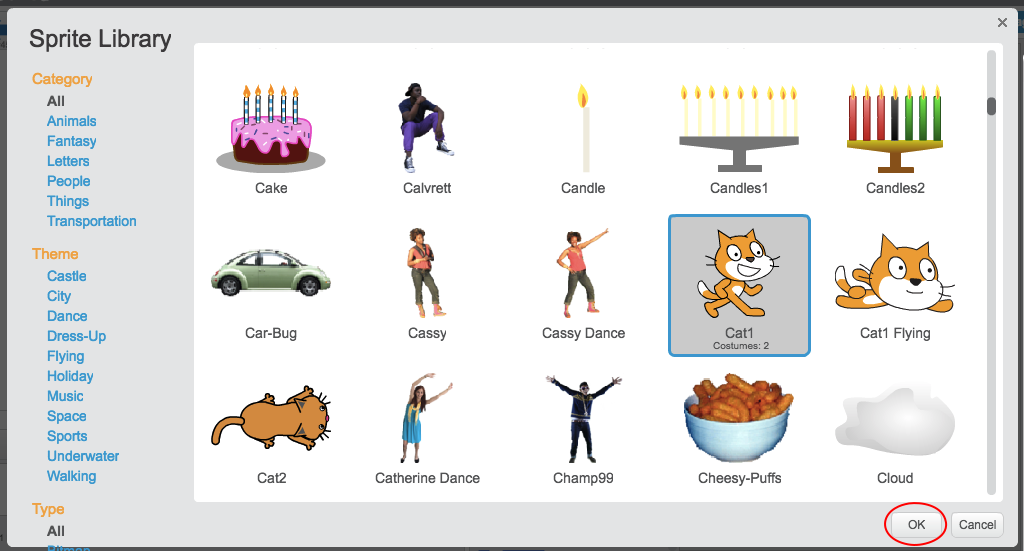 Sprite Library
Category
All
Animals
Fantasy
Letters
People
Things
Transportation
Theme
Castle
City
Dance
Dress-Up
Flying
Holiday
Music
Space
Sports
Underwater
Walking
Type
All
Bitmap
Cake
Calvrett
Candle
Candles1
Candles2
Car-Bug
Cassy
Cassy Dance
Cat1
Costumes: 2
Cat1 Flying
Cat2
Catherine Dance
Champ99
Cheesy-Puffs
Cloud
OK
Cancel